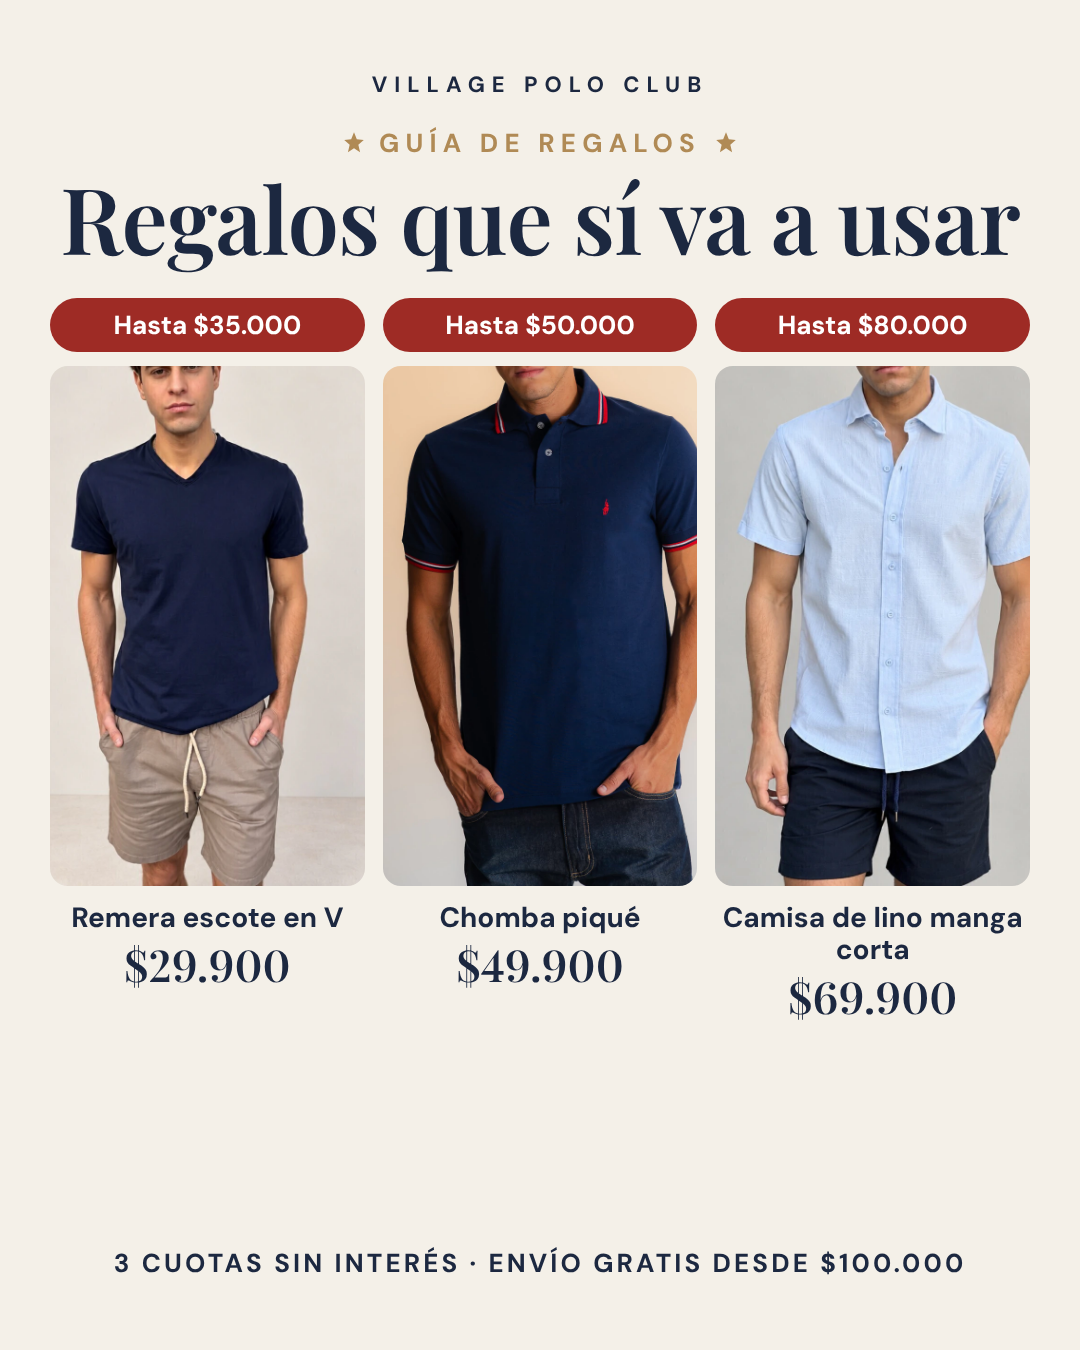 VILLAGE POLO CLUB
★ GUÍA DE REGALOS ★
Regalos que sí va a usar
Hasta $35.000
Hasta $50.000
Hasta $80.000
Remera escote en V
$29.900
Chomba piqué
$49.900
Camisa de lino manga
corta
$69.900
3 CUOTAS SIN INTERÉS · ENVÍO GRATIS DESDE $100.000